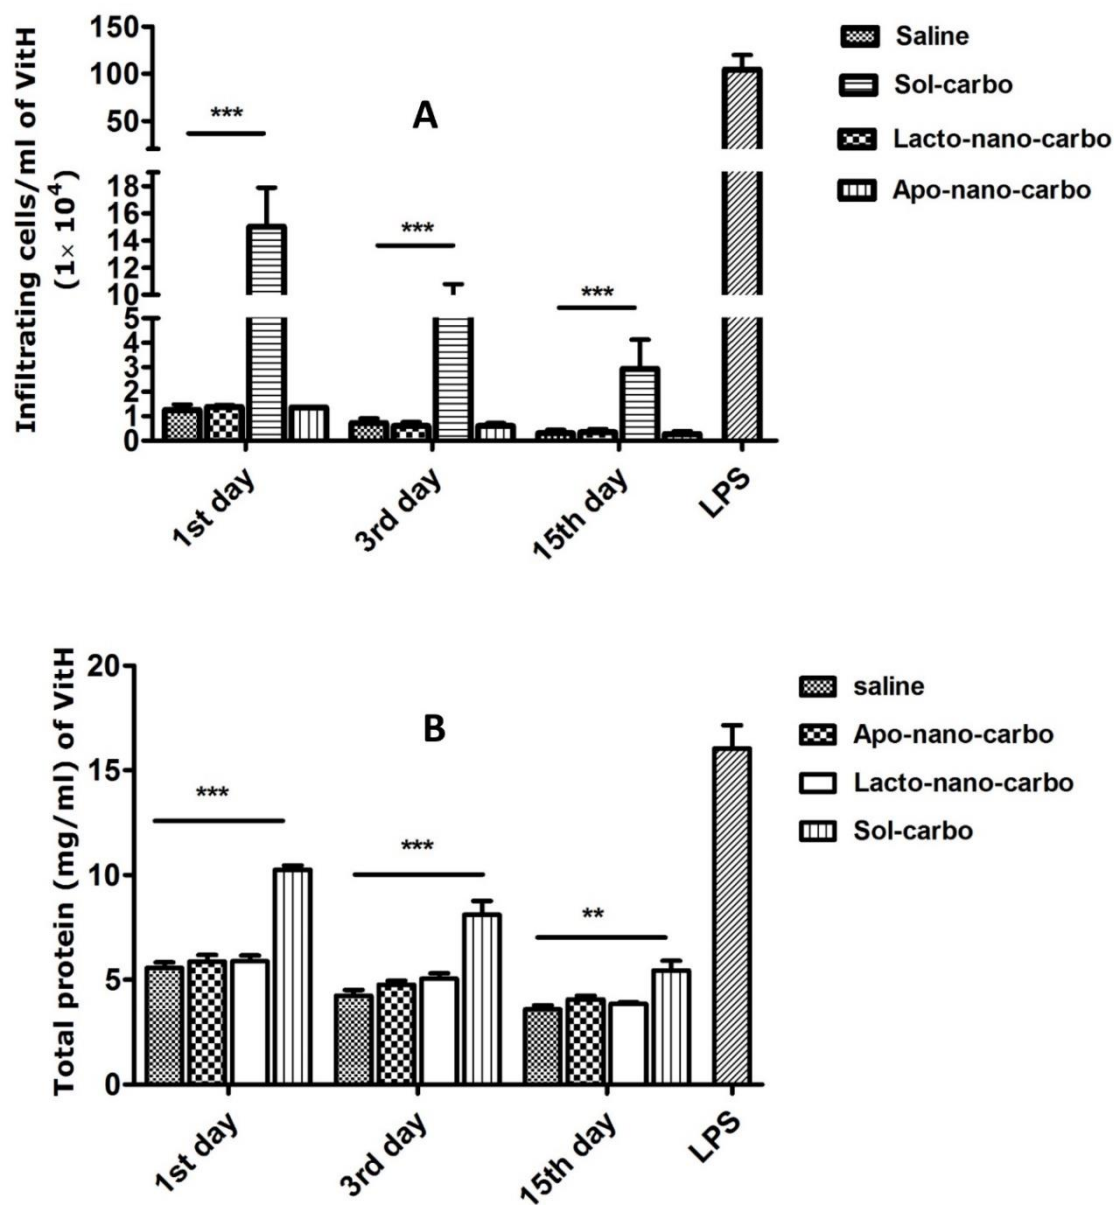 Infiltrating cells/ml of VitH
(1× 10⁴)
150
100
50
18
16
14
12
10
5
4
3
2
1
0
***
***
***
A
1st day
3rd day
15th day
LPS
Saline
Sol-carbo
Lacto-nano-carbo
Apo-nano-carbo
Total protein (mg/ml) of VitH
20
15
10
5
0
***
***
**
B
1st day
3rd day
15th day
LPS
saline
Apo-nano-carbo
Lacto-nano-carbo
Sol-carbo